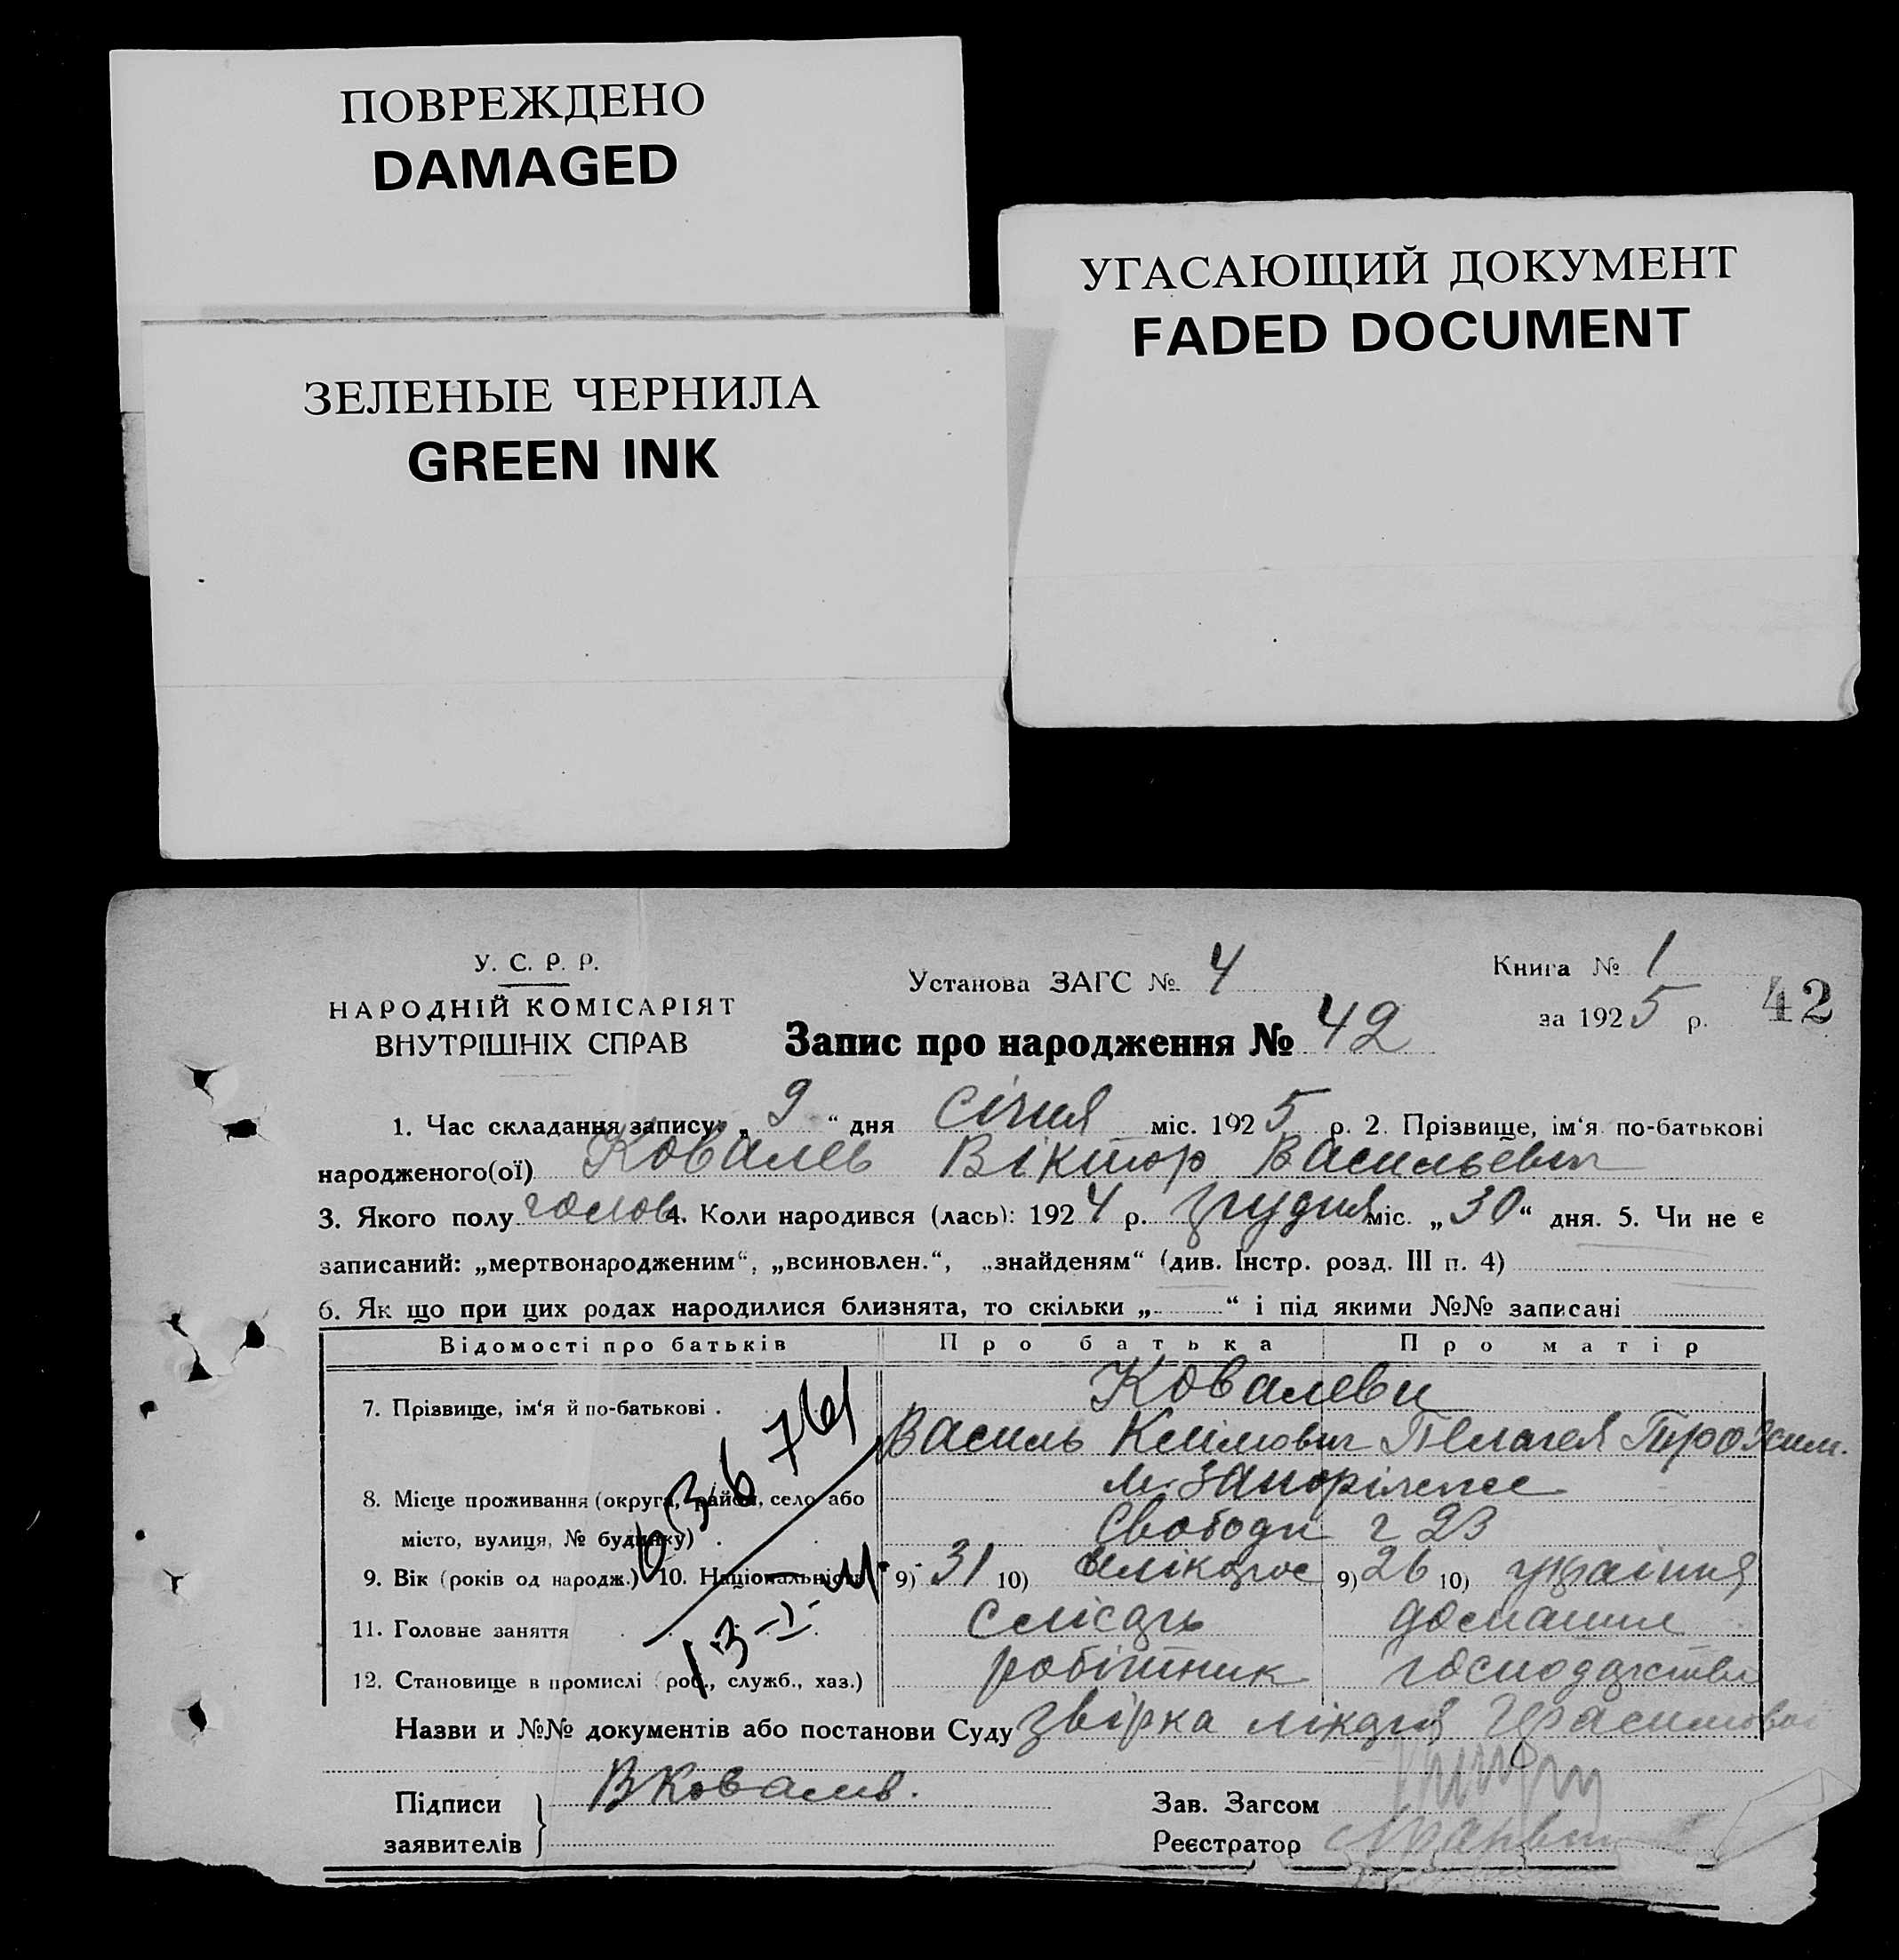 ПОВРЕЖДЕНО
DAMAGED
УГАСАЮЩИЙ ДОКУМЕНТ
FADED DOCUMENT
ЗЕЛЕНЫЕ ЧЕРНИЛА
GREEN INK
У. С. Р. Р.
НАРОДНІЙ КОМІСАРІЯТ
ВНУТРІШНІХ СПРАВ
Установа ЗАГС № 4
Книга № 1
за 1925 р.
42
Запис про народження № 42
1. Час складання запису: „ 9 “ дня січня міс. 1925 р. 2. Прізвище, ім‘я по-батькові
народженого(ої) Ковалев Віктор Васильевич
3. Якого полу чолов. 4. Коли народився (лась): 1924 р. грудня міс. „30“ дня. 5. Чи не є
записаний: „мертвонародженим“, „всиновлен.“, „знайденям“ (див. Інстр. розд. III п. 4)
6. Як що при цих родах народилися близнята, то скільки „ “ і під якими №№ записані
Відомості про батьків Про батька Про матір
7. Прізвище, ім‘я й по-батькові . Ковалеви
Василь Климович Пелагея Трохим.
8. Місце проживання (округа, район, село або м. Запоріжже
місто, вулиця, № будинку) . Свободи 23
9. Вік (років од народж.) 10. Національність 9) 31 10) 9) 26 10) україн
11. Головне заняття слюсарь домашнє
12. Становище в промислі (роб., служб., хаз.) робітник господарство
Назви и №№ документів або постанови Суду
Підписи ВКовалев.
заявителів
Зав. Загсом
Реєстратор